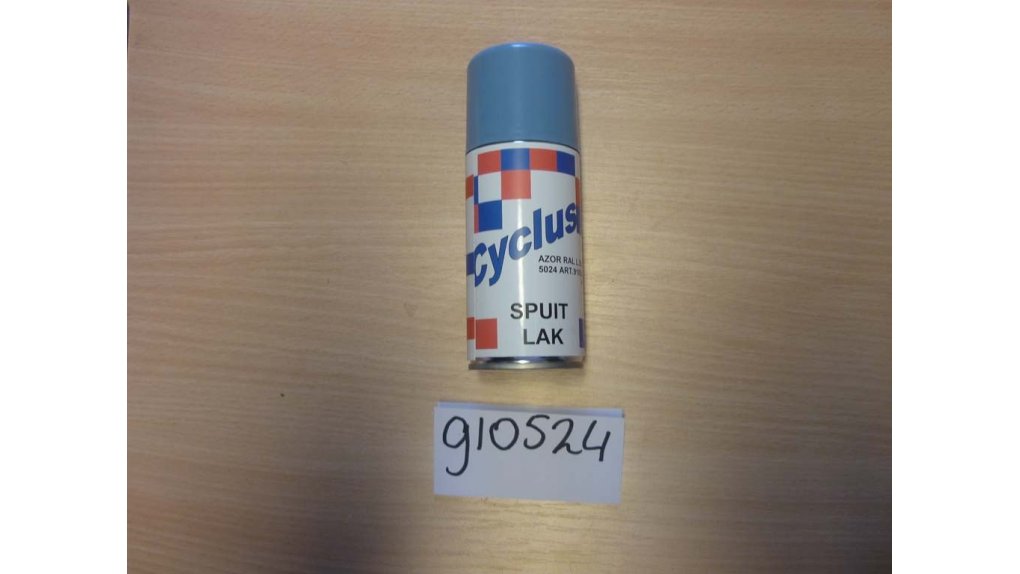 Cyclus
AZOR RAL
5024 ART.
SPUIT
LAK
910524